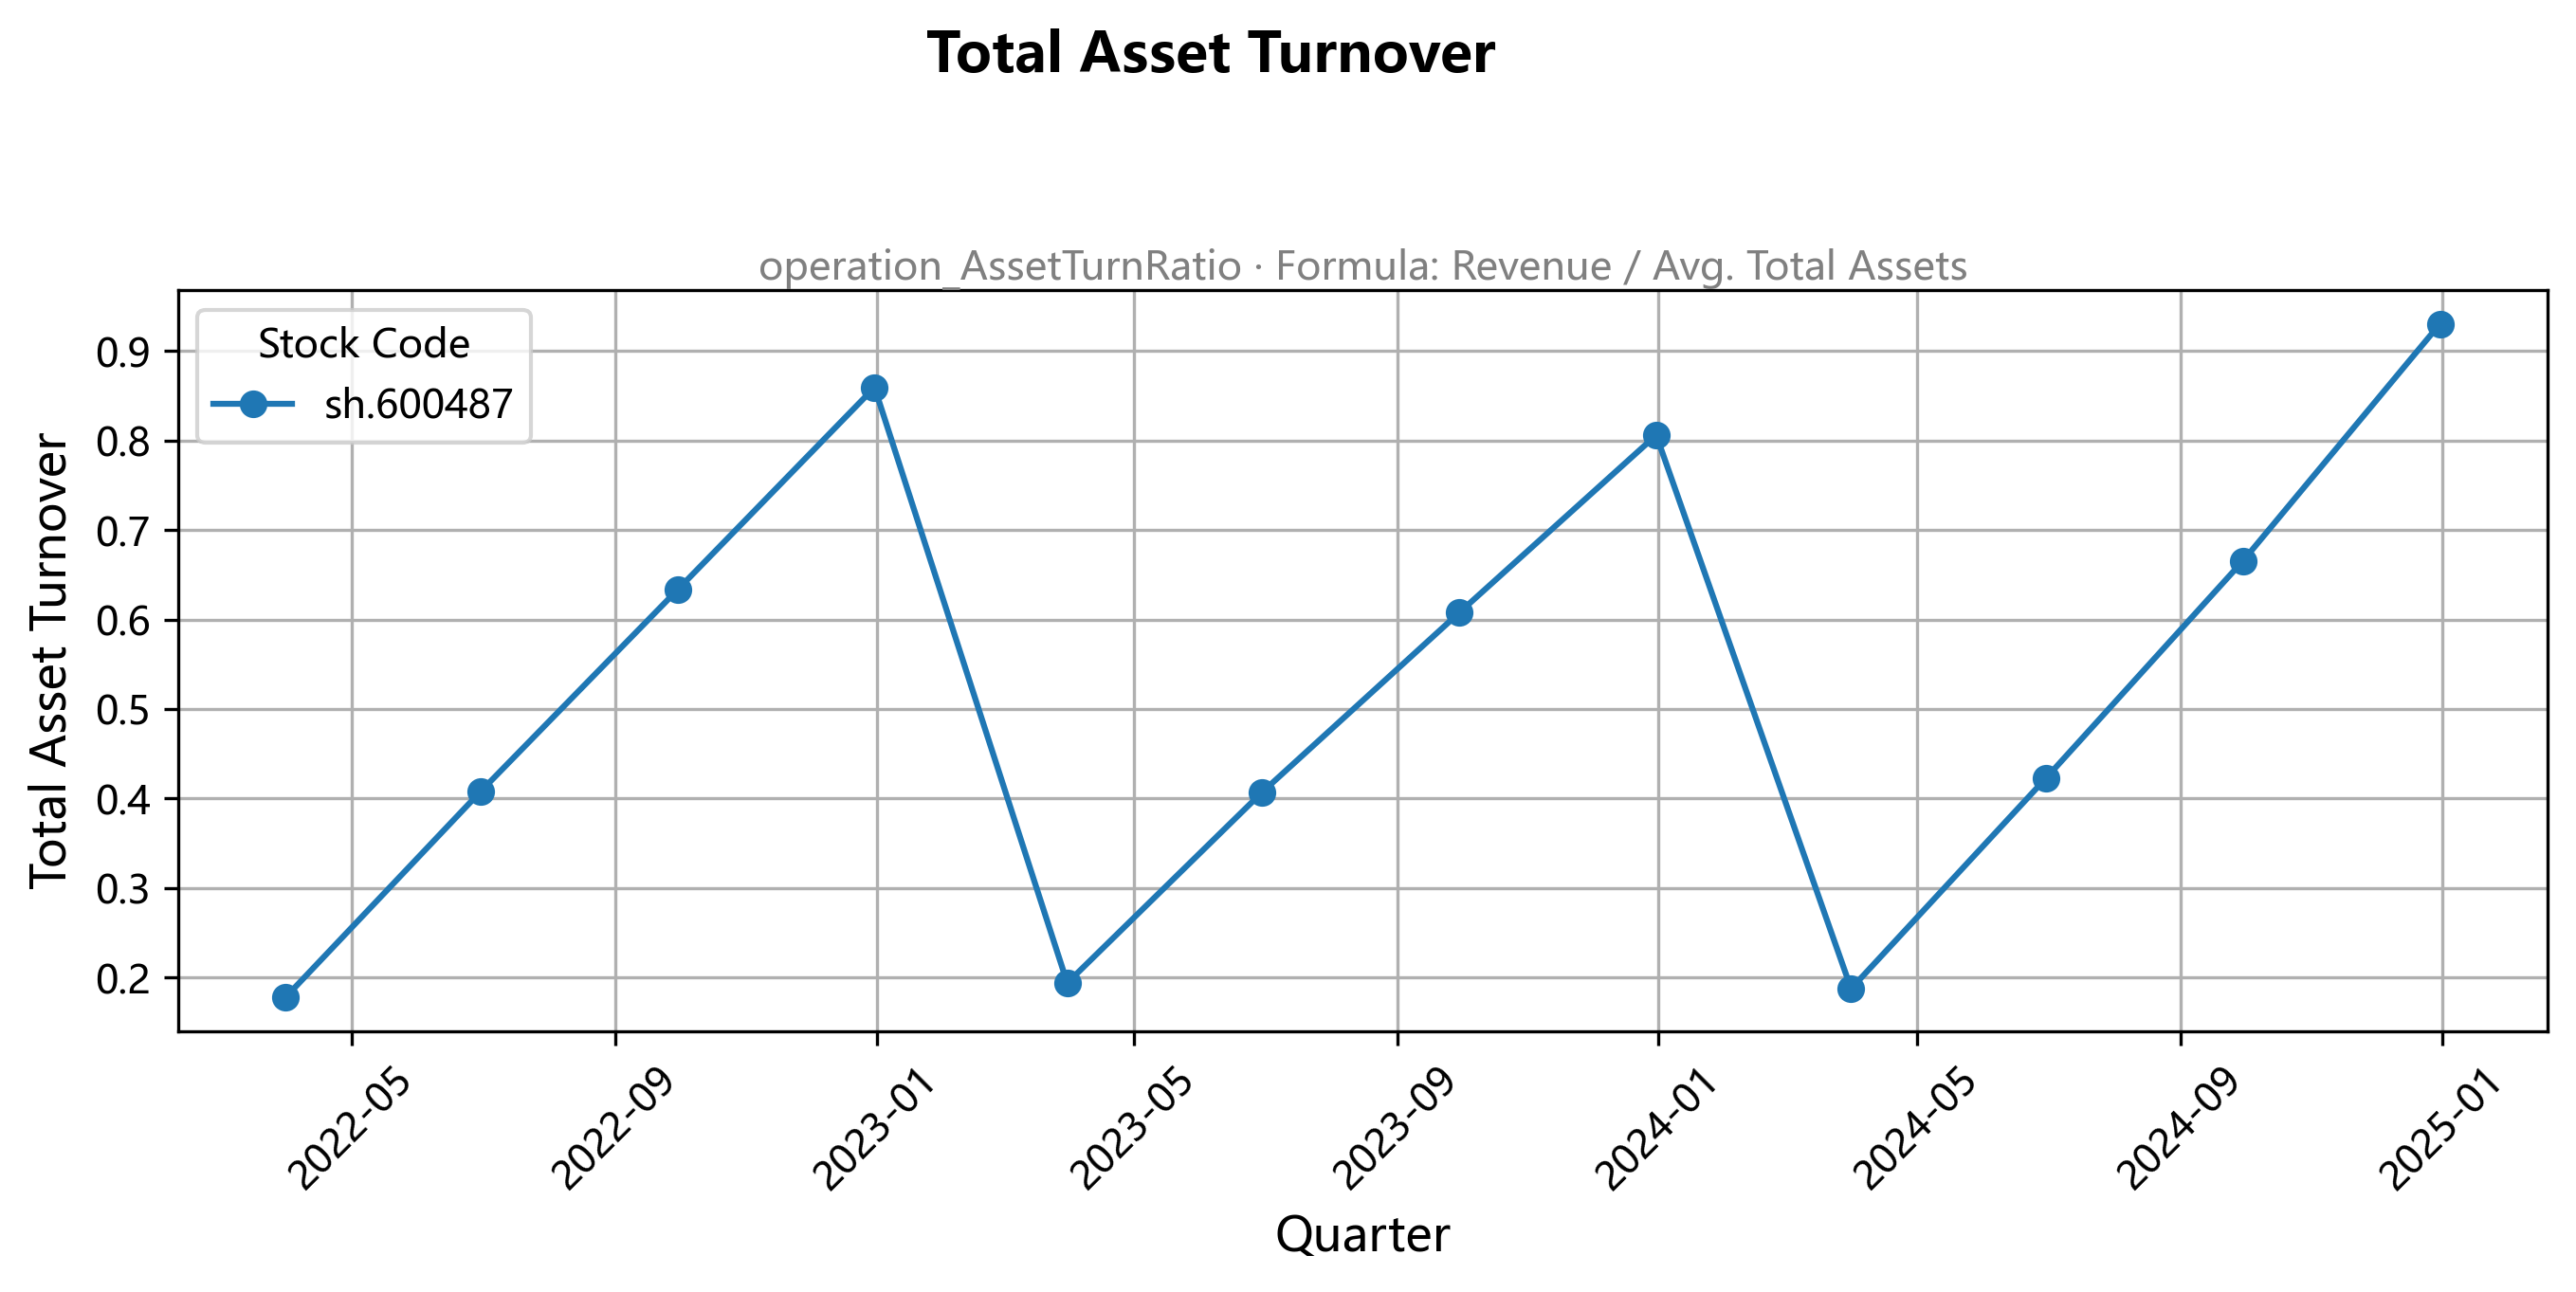 Total Asset Turnover
operation_AssetTurnRatio · Formula: Revenue / Avg. Total Assets
Stock Code
sh.600487
Total Asset Turnover
0.9
0.8
0.7
0.6
0.5
0.4
0.3
0.2
2022-05
2022-09
2023-01
2023-05
2023-09
2024-01
2024-05
2024-09
2025-01
Quarter